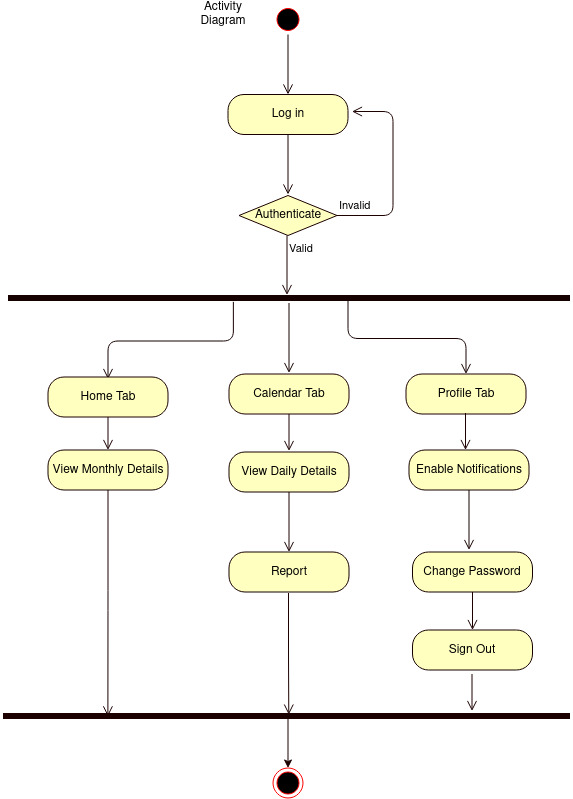 Activity
Diagram
Log in
Authenticate
Invalid
Valid
Home Tab
Calendar Tab
Profile Tab
View Monthly Details
View Daily Details
Enable Notifications
Report
Change Password
Sign Out